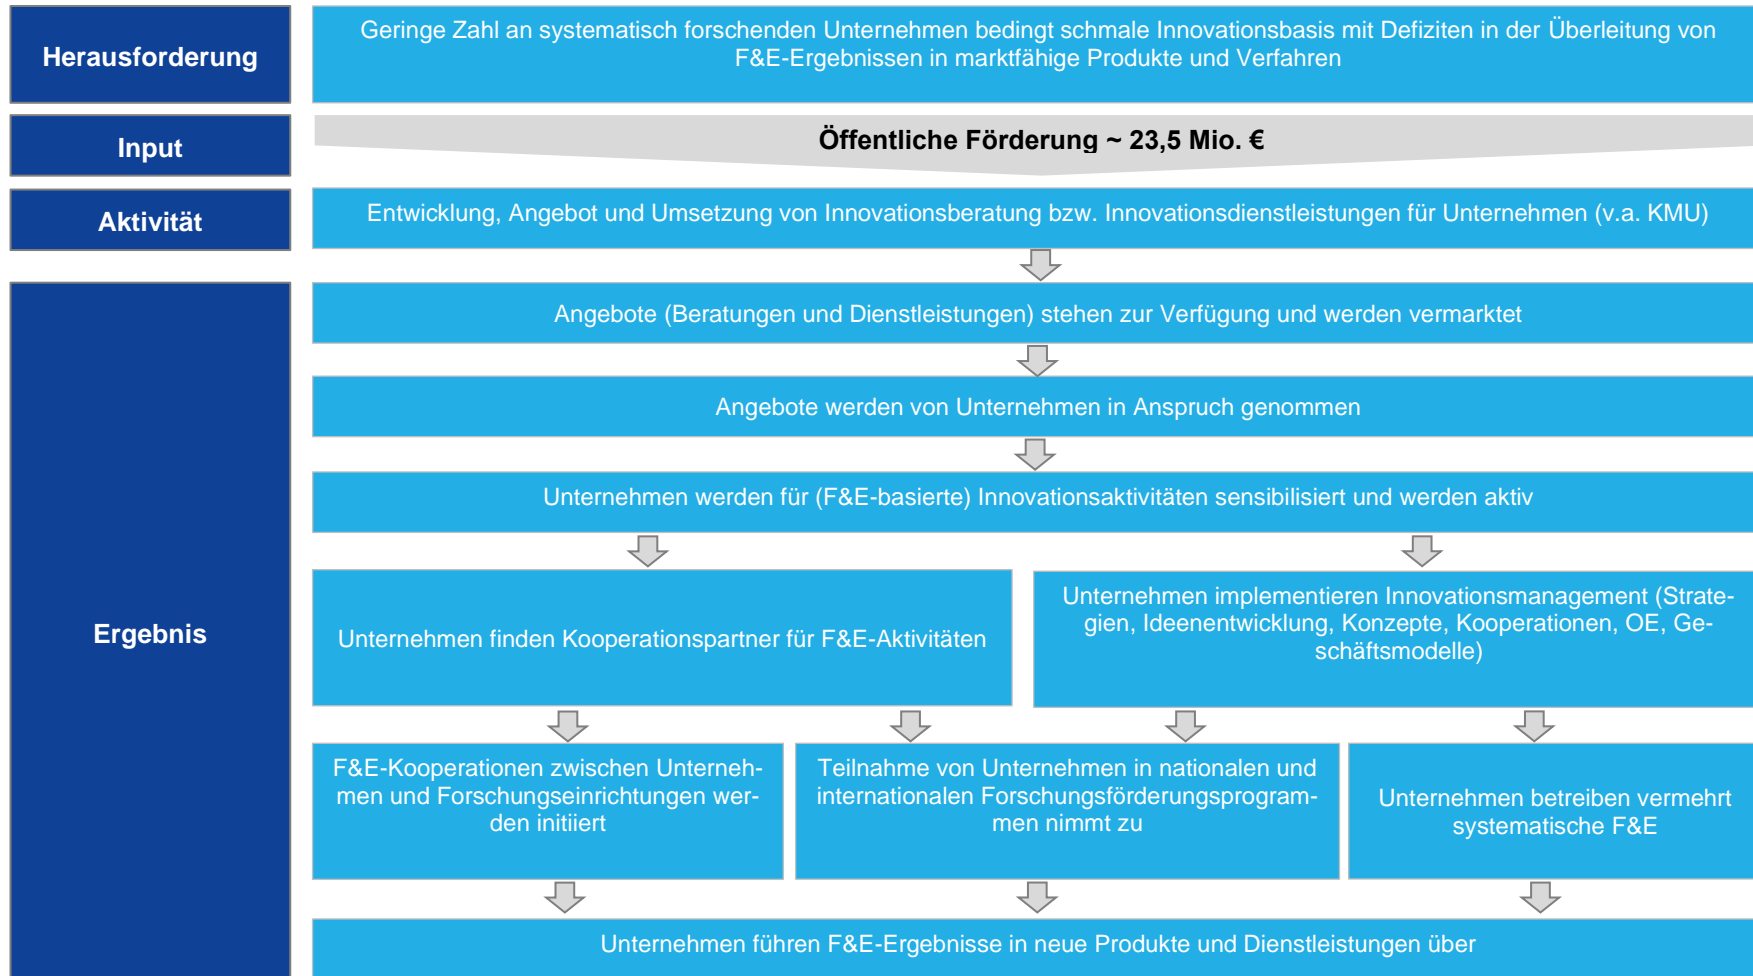 Herausforderung
Geringe Zahl an systematisch forschenden Unternehmen bedingt schmale Innovationsbasis mit Defiziten in der Überleitung von
F&E-Ergebnissen in marktfähige Produkte und Verfahren
Input
Öffentliche Förderung ~ 23,5 Mio. €
Aktivität
Entwicklung, Angebot und Umsetzung von Innovationsberatung bzw. Innovationsdienstleistungen für Unternehmen (v.a. KMU)
Ergebnis
Angebote (Beratungen und Dienstleistungen) stehen zur Verfügung und werden vermarktet
Angebote werden von Unternehmen in Anspruch genommen
Unternehmen werden für (F&E-basierte) Innovationsaktivitäten sensibilisiert und werden aktiv
Unternehmen finden Kooperationspartner für F&E-Aktivitäten
Unternehmen implementieren Innovationsmanagement (Strate-
gien, Ideenentwicklung, Konzepte, Kooperationen, OE, Ge-
schäftsmodelle)
F&E-Kooperationen zwischen Unterneh-
men und Forschungseinrichtungen wer-
den initiiert
Teilnahme von Unternehmen in nationalen und
internationalen Forschungsförderungsprogram-
men nimmt zu
Unternehmen betreiben vermehrt
systematische F&E
Unternehmen führen F&E-Ergebnisse in neue Produkte und Dienstleistungen über